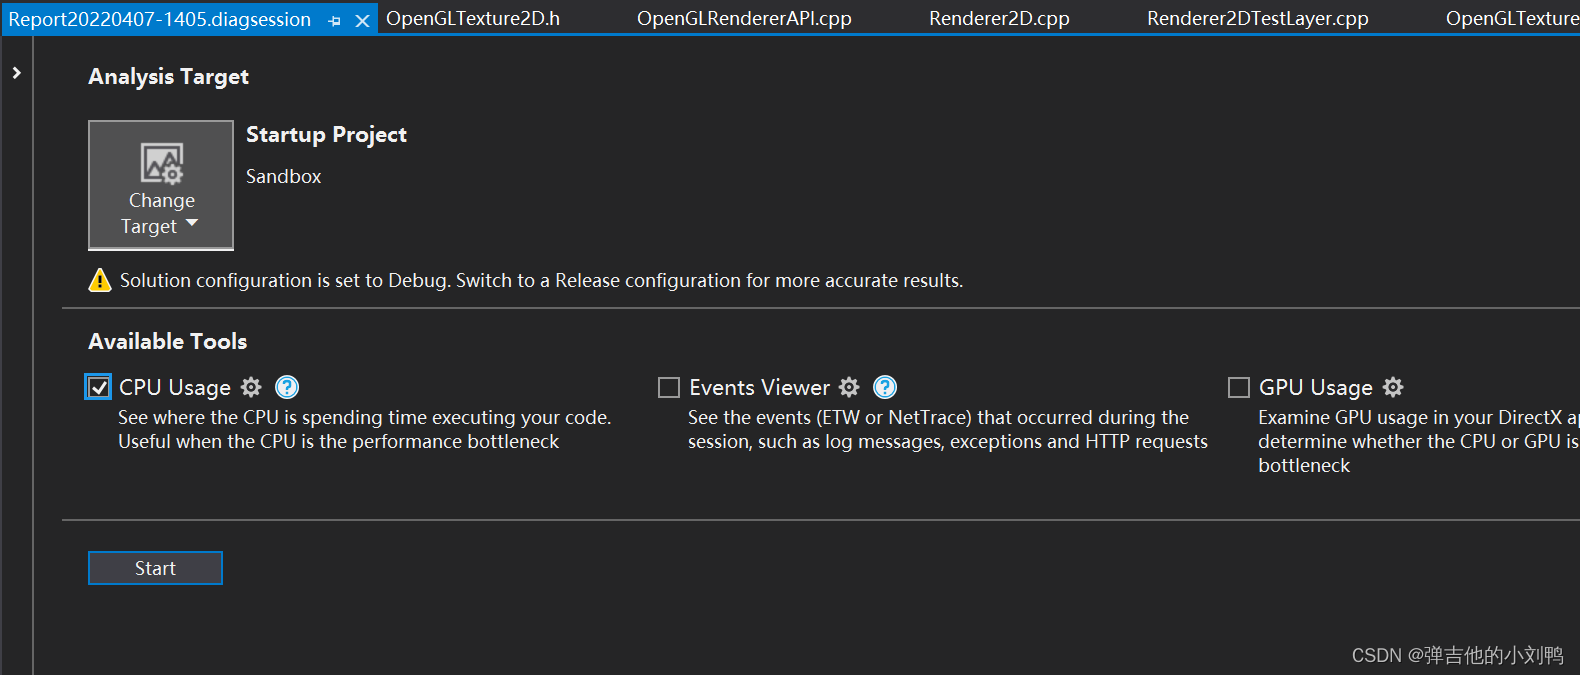 Report20220407-1405.diagsession OpenGLTexture2D.h OpenGLRendererAPI.cpp Renderer2D.cpp Renderer2DTestLayer.cpp OpenGLTexture
Analysis Target
Startup Project
Sandbox
Change
Target
Solution configuration is set to Debug. Switch to a Release configuration for more accurate results.
Available Tools
CPU Usage
See where the CPU is spending time executing your code.
Useful when the CPU is the performance bottleneck
Events Viewer
See the events (ETW or NetTrace) that occurred during the
session, such as log messages, exceptions and HTTP requests
GPU Usage
Examine GPU usage in your DirectX
determine whether the CPU or GPU is
bottleneck
Start
CSDN @弹吉他的小刘鸭